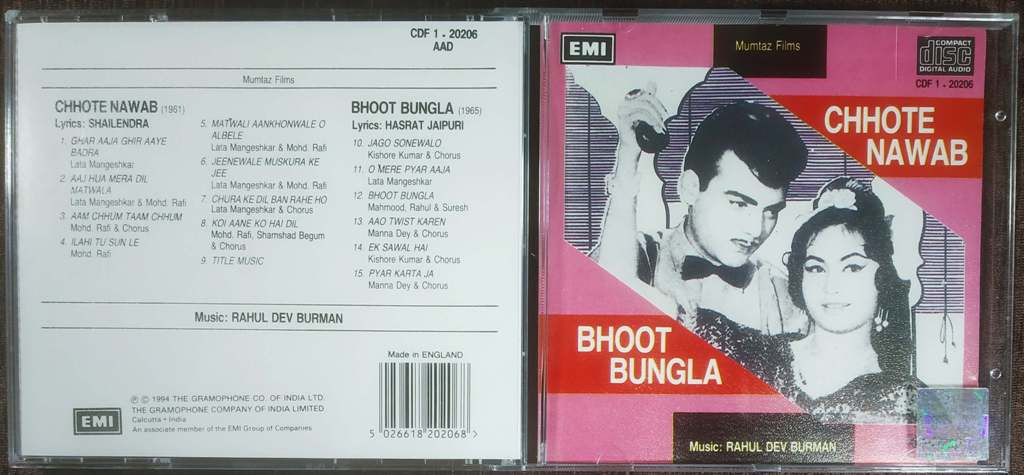 CDF 1 - 20206
AAD
Mumtaz Films
CHHOTE NAWAB (1961)
Lyrics: SHAILENDRA
1. GHAR AAJA GHIR AAYE
BADRA
Lata Mangeshkar
2. AAJ HUA MERA DIL
MATWALA
Lata Mangeshkar & Mohd. Rafi
3. AAM CHHUM TAAM CHHUM
Mohd. Rafi & Chorus
4. ILAHI TU SUN LE
Mohd. Rafi
5. MATWALI AANKHONWALE O
ALBELE
Lata Mangeshkar & Mohd. Rafi
6. JEENEWALE MUSKURA KE
JEE
Lata Mangeshkar & Mohd. Rafi
7. CHURA KE DIL BAN RAHE HO
Lata Mangeshkar & Chorus
8. KOI AANE KO HAI DIL
Mohd. Rafi, Shamshad Begum
& Chorus
9. TITLE MUSIC
BHOOT BUNGLA (1965)
Lyrics: HASRAT JAIPURI
10. JAGO SONEWALO
Kishore Kumar & Chorus
11. O'MERE PYAR AAJA
Lata Mangeshkar
12 BHOOT BUNGLA
Mahmood, Rahul & Suresh
13. AAO TWIST KAREN
Manna Dey & Chorus
14. EK SAWAL HAI
Kishore Kumar & Chorus
15. PYAR KARTA JA
Manna Dey & Chorus
Music: RAHUL DEV BURMAN
Made in ENGLAND
EMI
℗ © 1994 THE GRAMOPHONE CO. OF INDIA LTD.
THE GRAMOPHONE COMPANY OF INDIA LIMITED
Calcutta • India
An associate member of the EMI Group of Companies
5 026618 202068 >
EMI
Mumtaz Films
COMPACT
disc
DIGITAL AUDIO
CDF 1 - 20206
CHHOTE
NAWAB
BHOOT
BUNGLA
Music: RAHUL DEV BURMAN